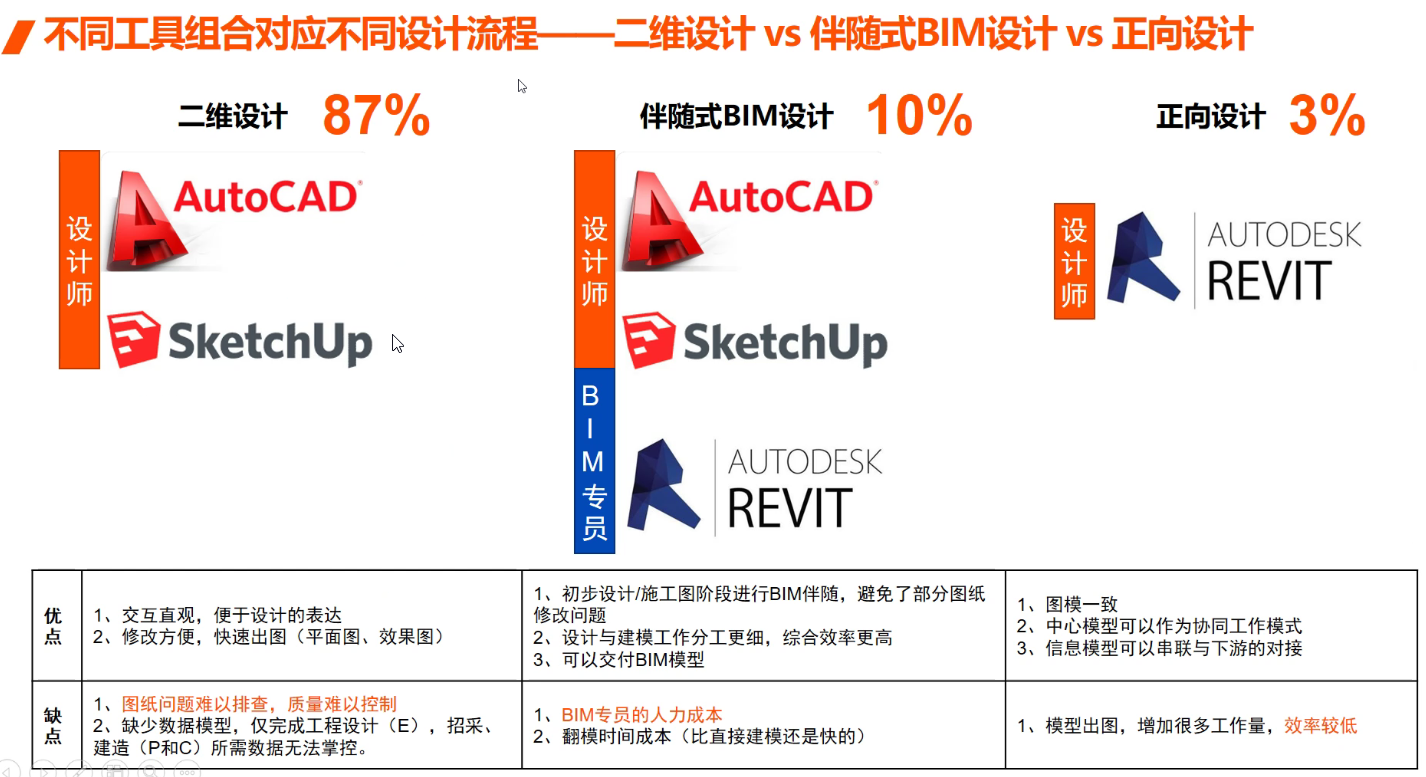 不同工具组合对应不同设计流程——二维设计 vs 伴随式BIM设计 vs 正向设计
二维设计 87%
伴随式BIM设计 10%
正向设计 3%
设计师
AutoCAD®
SketchUp
设计师
AutoCAD®
SketchUp
BIM专员
AUTODESK
REVIT
设计师
AUTODESK
REVIT
优点
1、交互直观，便于设计的表达
2、修改方便，快速出图（平面图、效果图）
1、初步设计/施工图阶段进行BIM伴随，避免了部分图纸
修改问题
2、设计与建模工作分工更细，综合效率更高
3、可以交付BIM模型
1、图模一致
2、中心模型可以作为协同工作模式
3、信息模型可以串联与下游的对接
缺点
1、图纸问题难以排查，质量难以控制
2、缺少数据模型，仅完成工程设计（E），招采、
建造（P和C）所需数据无法掌控。
1、BIM专员的人力成本
2、翻模时间成本（比直接建模还是快的）
1、模型出图，增加很多工作量，效率较低